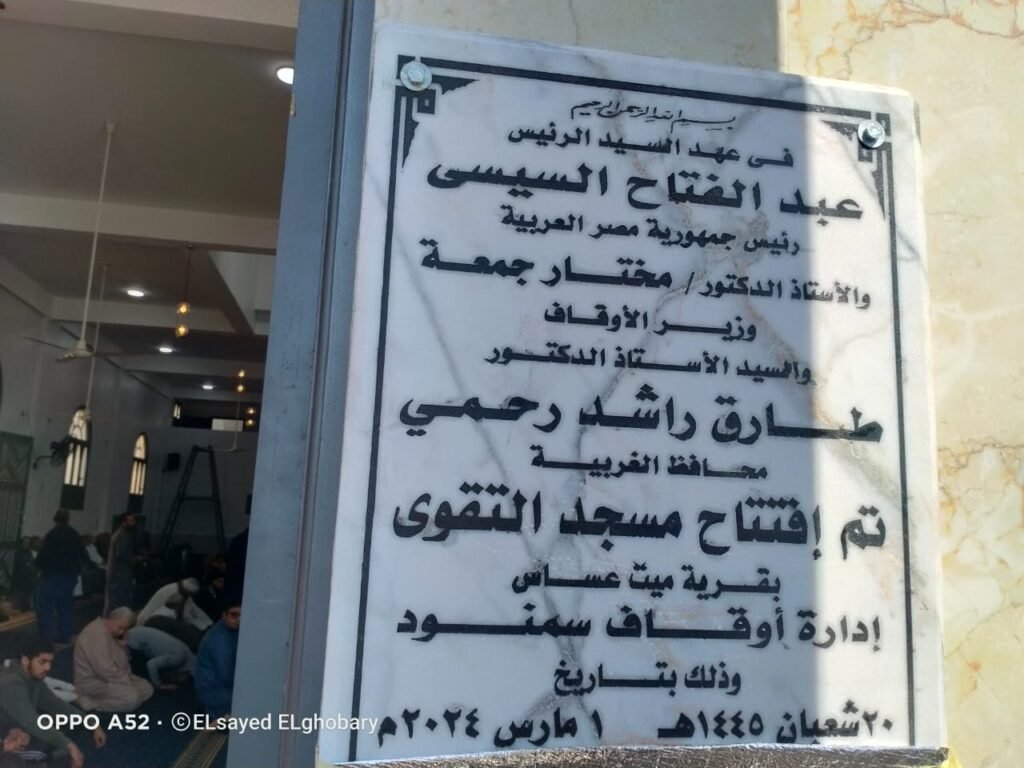 بسم الله الرحمن الرحيم
فى عهد السيد الرئيس
عبد الفتاح السيسى
رئيس جمهورية مصر العربية
والأستاذ الدكتور / مختار جمعة
وزير الأوقاف
والسيد الأستاذ الدكتور
طارق راشد رحمي
محافظ الغربية
تم إفتتاح مسجد التقوى
بقرية ميت عساس
إدارة أوقاف سمنود
وذلك بتاريخ
٢٠ شعبان ١٤٤٥هـ ١ مارس ٢٠٢٤م
OPPO A52 · ©ELsayed ELghobary